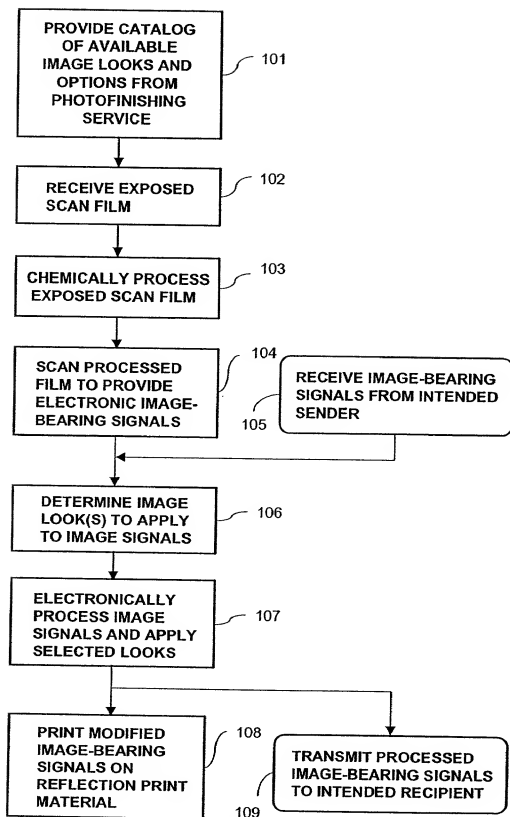 PROVIDE CATALOG
OF AVAILABLE
IMAGE LOOKS AND
OPTIONS FROM
PHOTOFINISHING
SERVICE
101
RECEIVE EXPOSED
SCAN FILM
102
CHEMICALLY PROCESS
EXPOSED SCAN FILM
103
SCAN PROCESSED
FILM TO PROVIDE
ELECTRONIC IMAGE-
BEARING SIGNALS
104
RECEIVE IMAGE-BEARING
SIGNALS FROM INTENDED
SENDER
105
DETERMINE IMAGE
LOOK(S) TO APPLY
TO IMAGE SIGNALS
106
ELECTRONICALLY
PROCESS IMAGE
SIGNALS AND APPLY
SELECTED LOOKS
107
PRINT MODIFIED
IMAGE-BEARING
SIGNALS ON
REFLECTION PRINT
MATERIAL
108
TRANSMIT PROCESSED
IMAGE-BEARING SIGNALS
TO INTENDED RECIPIENT
109